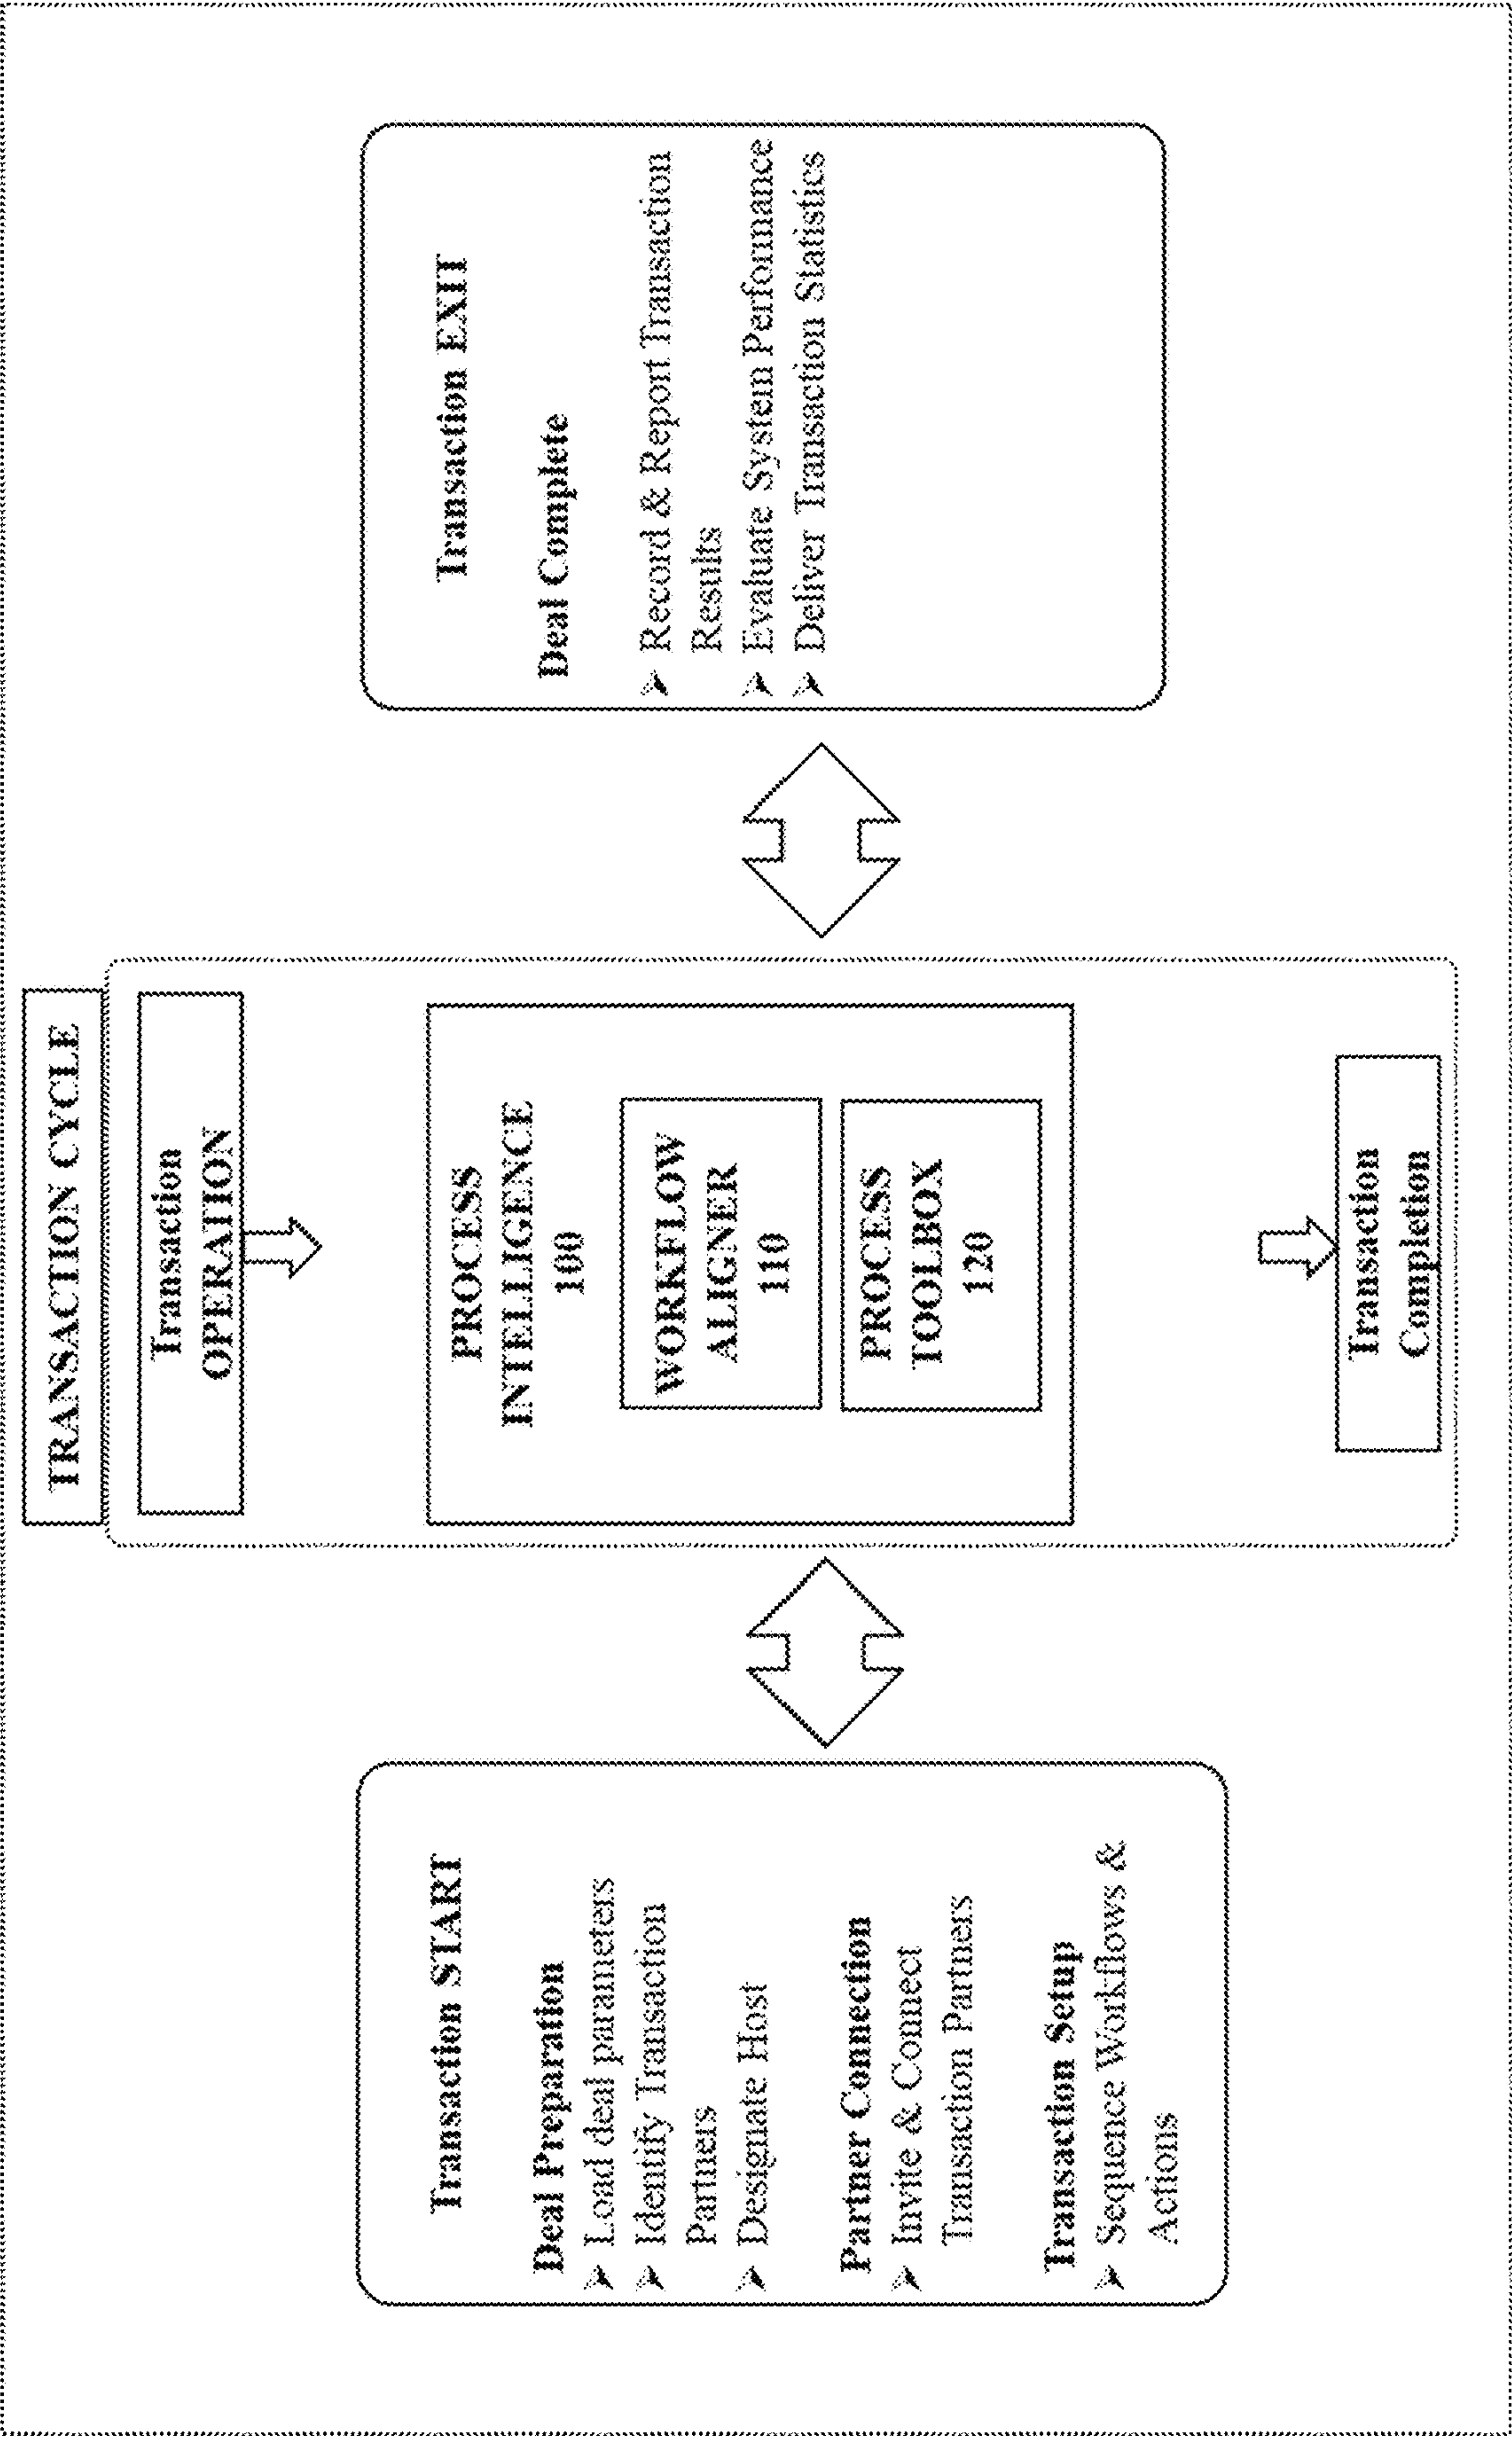 TRANSACTION CYCLE
Transaction START
Deal Preparation
Load deal parameters
Identify Transaction
Partners
Designate Host
Partner Connection
Invite & Connect
Transaction Partners
Transaction Setup
Sequence Workflows &
Actions
Transaction
OPERATION
PROCESS
INTELLIGENCE
100
WORKFLOW
ALIGNER
110
PROCESS
TOOLBOX
120
Transaction
Completion
Transaction EXIT
Deal Complete
Record & Report Transaction
Results
Evaluate System Performance
Deliver Transaction Statistics